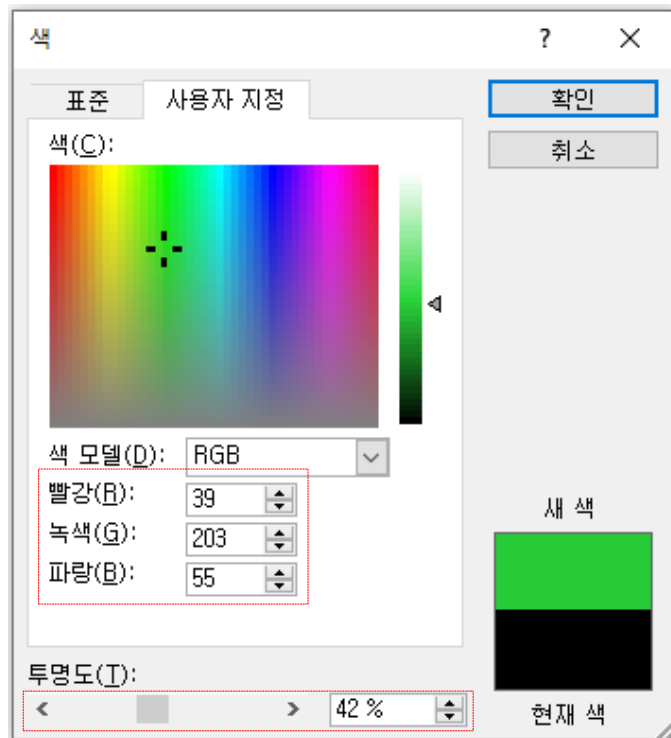 색
?
표준
사용자 지정
확인
취소
색(C):
색 모델(D): RGB
빨강(R): 39
녹색(G): 203
파랑(B): 55
새 색
현재 색
투명도(T):
42 %